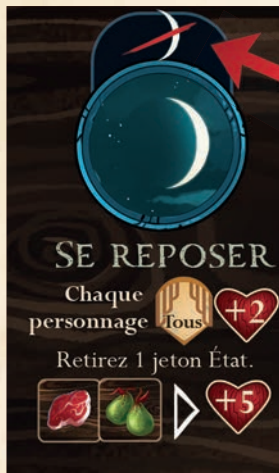 SE REPOSER
Chaque
personnage Tous +2
Retirez 1 jeton État.
+5